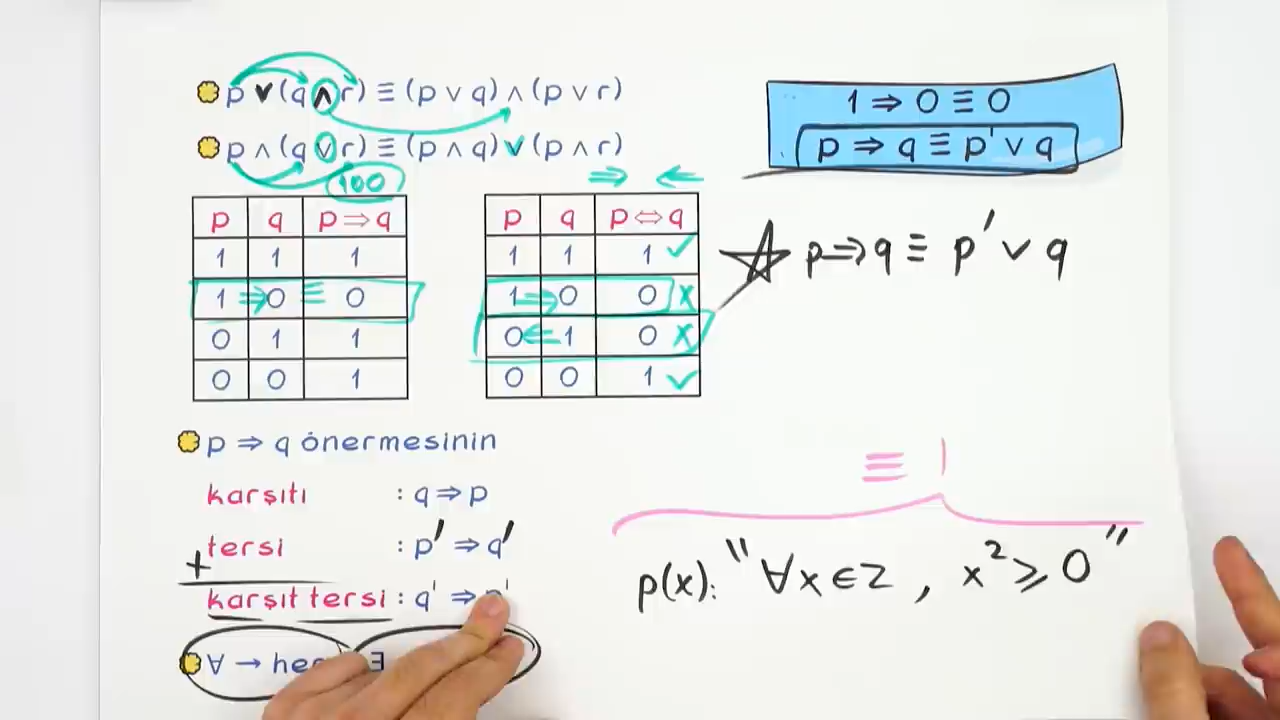 p ∨ (q ∧ r) ≡ (p ∨ q) ∧ (p ∨ r)
p ∧ (q ∨ r) ≡ (p ∧ q) ∨ (p ∧ r)
100
p q p ⇒ q
1 1 1
1 ⇒ 0 ≡ 0
0 1 1
0 0 1
⇒ ⇐
p q p ⇔ q
1 1 1 ✓
1 ⇒ 0 0 x
0 ⇐ 1 0 x
0 0 1 ✓
1 ⇒ 0 ≡ 0
p ⇒ q ≡ p' ∨ q
p ⇒ q ≡ p' ∨ q
p ⇒ q önermesinin
karşıtı : q ⇒ p
tersi : p' ⇒ q'
+
karşıt tersi : q' ⇒ p'
∀ → her
∃
≡ 1
p(x): "∀x ∈ Z , x² ≥ 0"